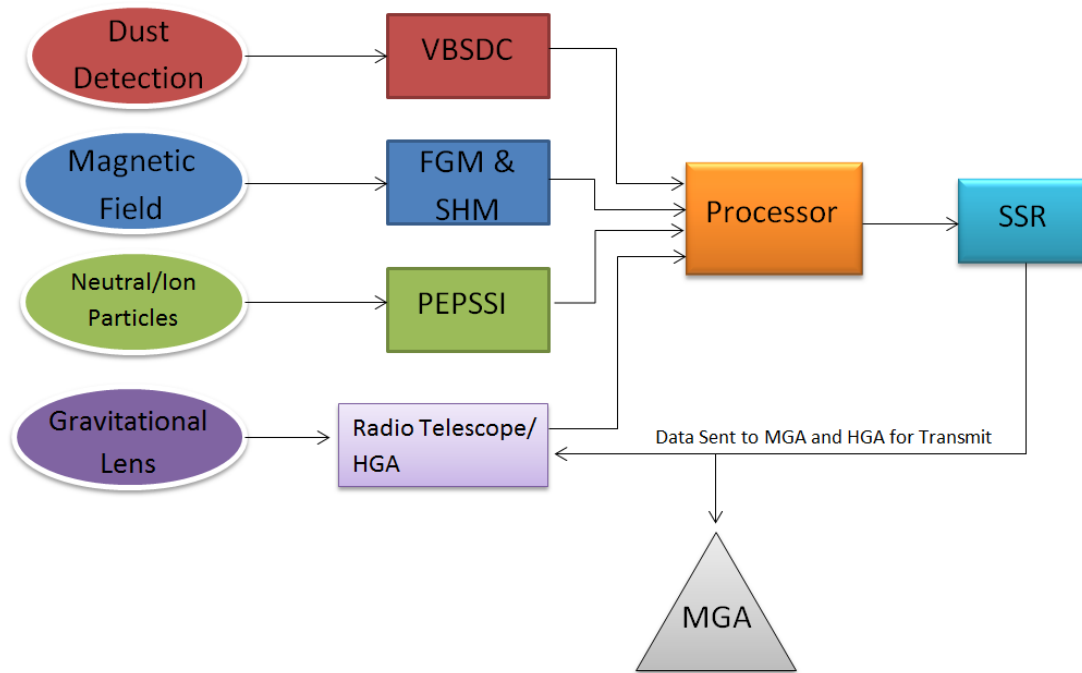 Dust
Detection
VBSDC
Magnetic
Field
FGM &
SHM
Processor
SSR
Neutral/Ion
Particles
PEPSSI
Gravitational
Lens
Radio Telescope/
HGA
Data Sent to MGA and HGA for Transmit
MGA